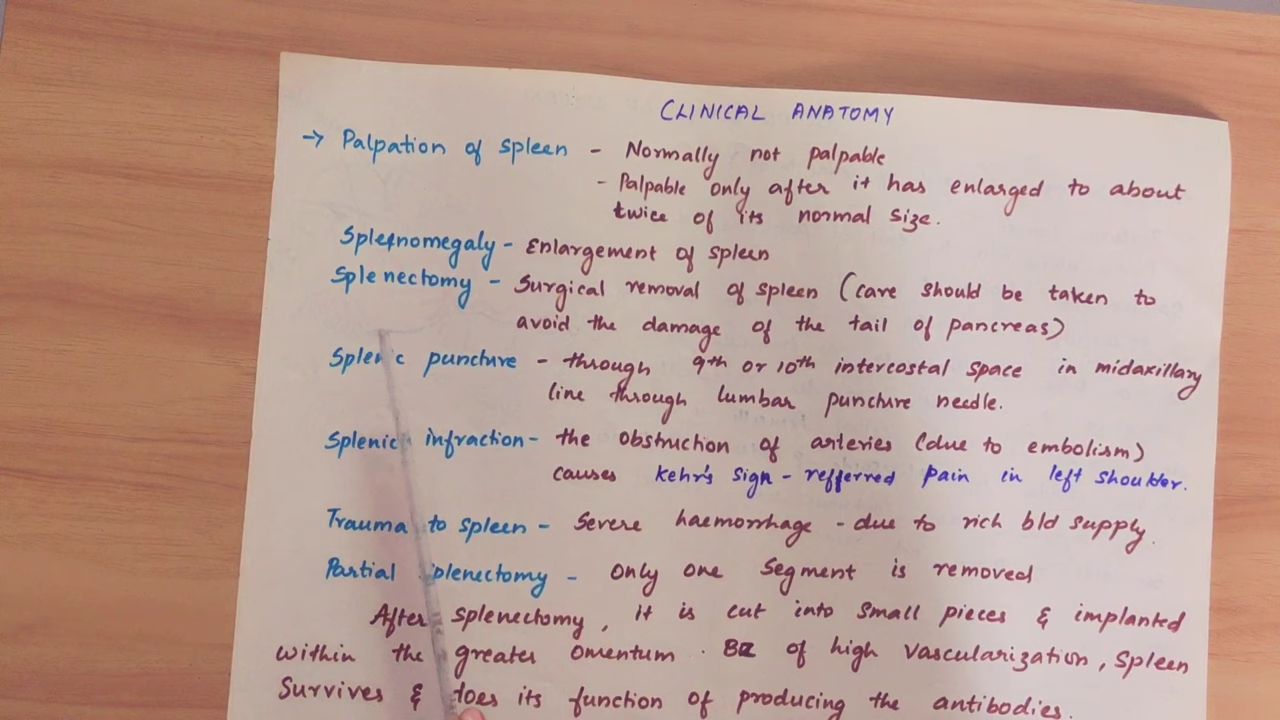 CLINICAL ANATOMY
→ Palpation of spleen - Normally not palpable
- Palpable only after it has enlarged to about
twice of its normal size.
Splenomegaly - Enlargement of spleen
Splenectomy - Surgical removal of spleen (care should be taken to
avoid the damage of the tail of pancreas)
Splenic puncture - through 9th or 10th intercostal space in midaxillary
line through lumbar puncture needle.
Splenic infraction - the obstruction of arteries (due to embolism)
causes Kehr's sign - refferred pain in left shoulder.
Trauma to spleen - Severe haemorrhage - due to rich bld supply.
Partial plenectomy - only one segment is removed
After splenectomy, it is cut into small pieces & implanted
within the greater omentum. Bz of high vascularization, spleen
Survives & does its function of producing the antibodies.